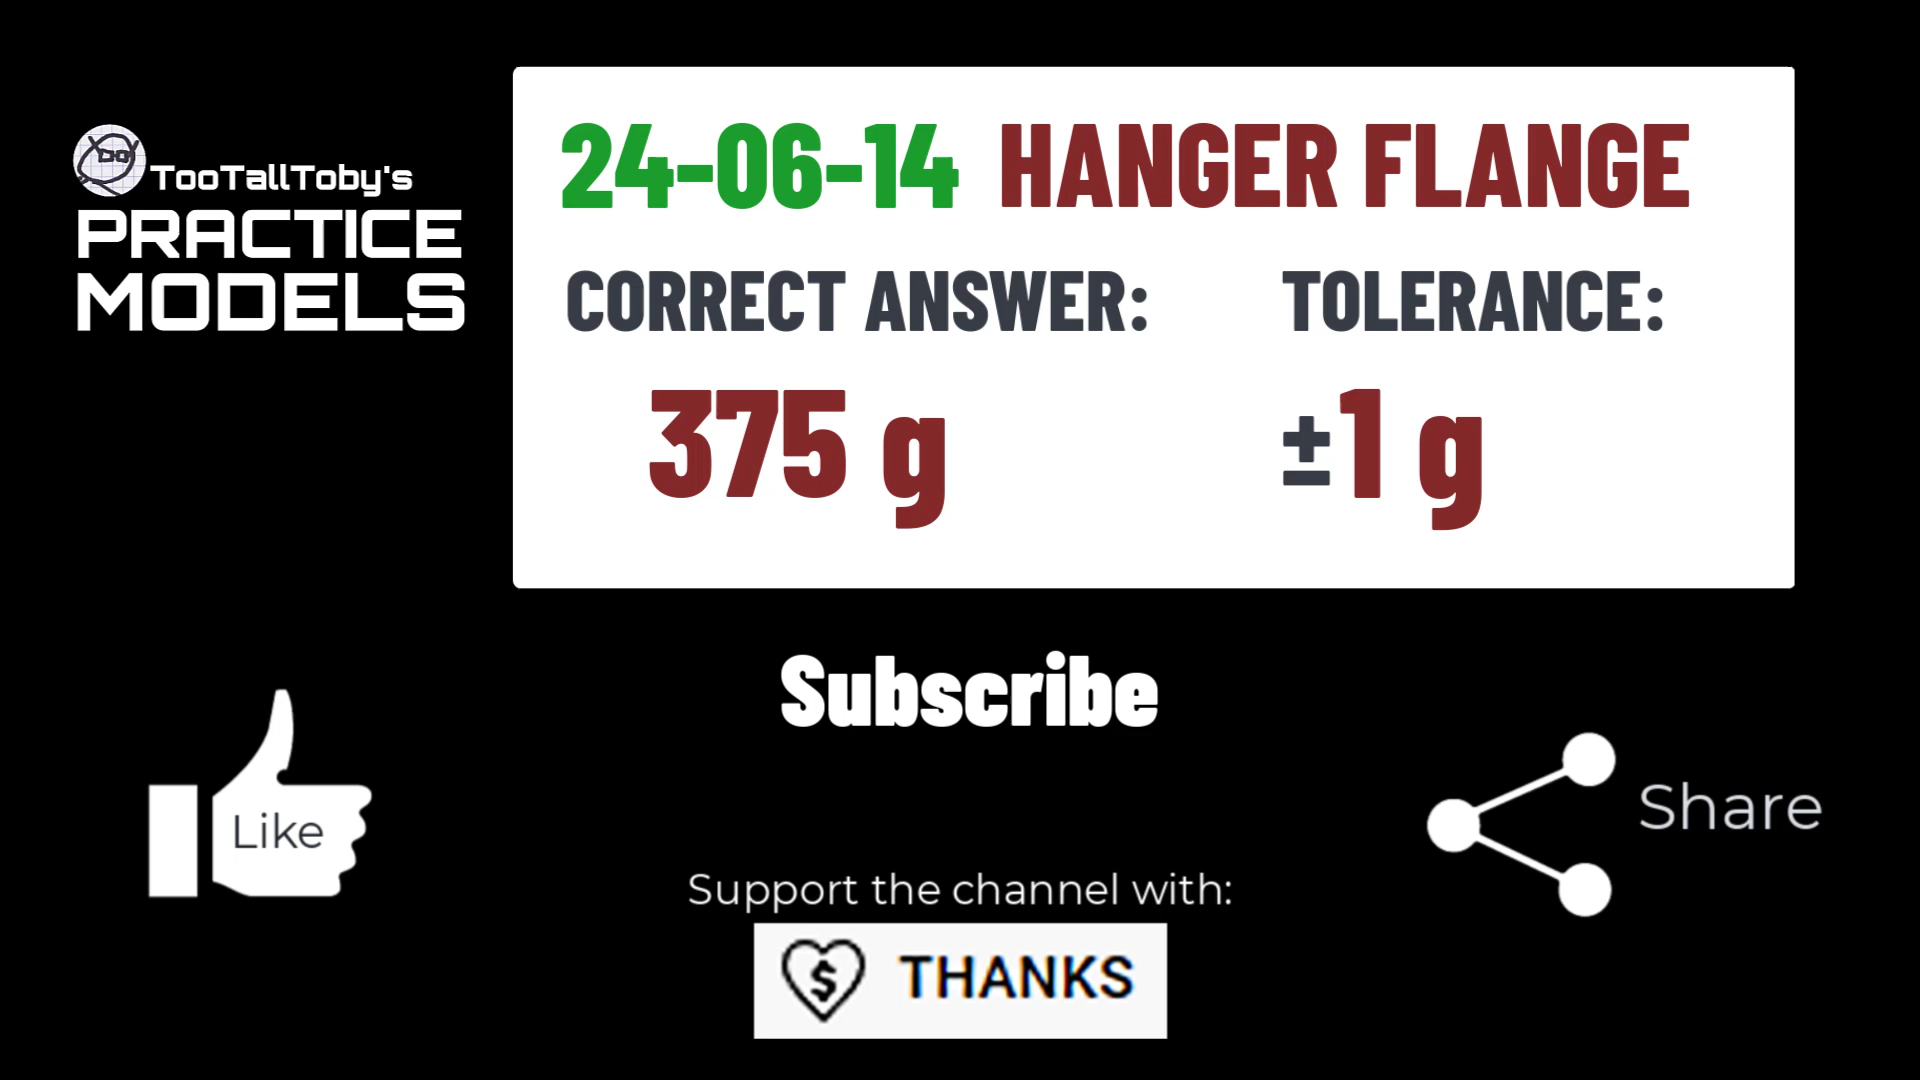 TooTallToby's
PRACTICE
MODELS
24-06-14 HANGER FLANGE
CORRECT ANSWER: TOLERANCE:
375 g ±1 g
Subscribe
Like
Share
Support the channel with:
$ THANKS